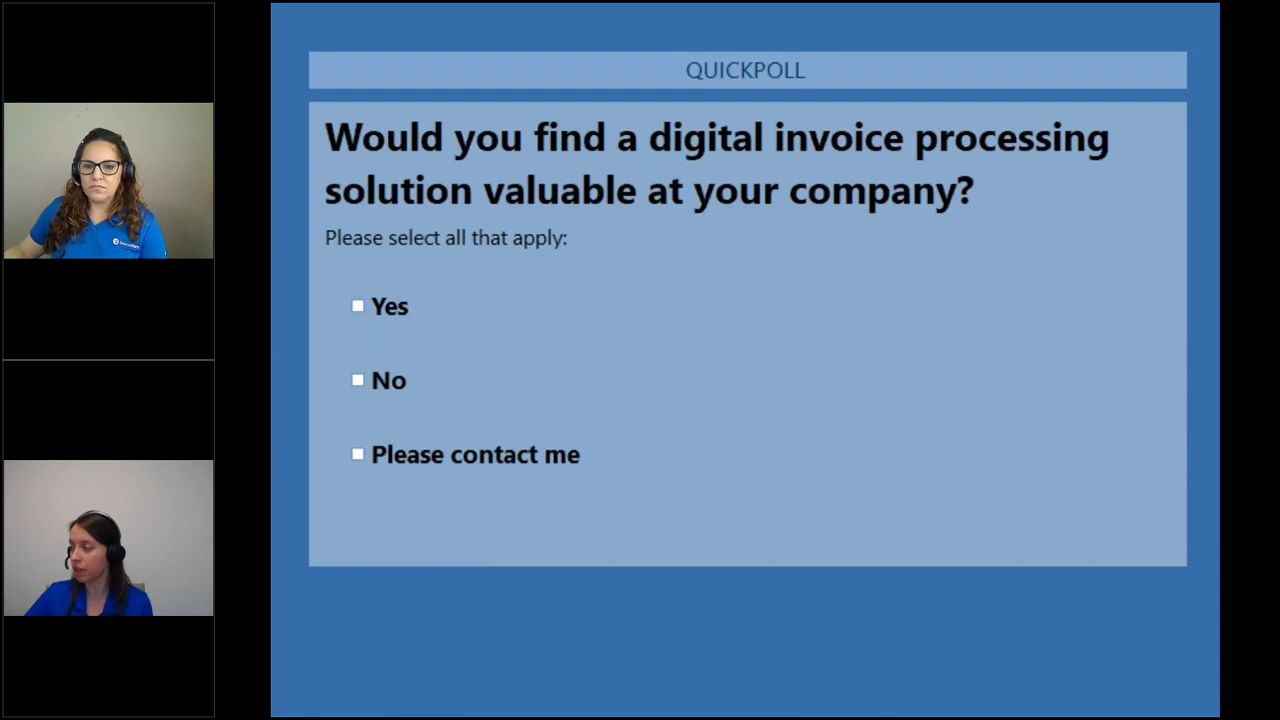 QUICKPOLL
Would you find a digital invoice processing
solution valuable at your company?
Please select all that apply:
Yes
No
Please contact me